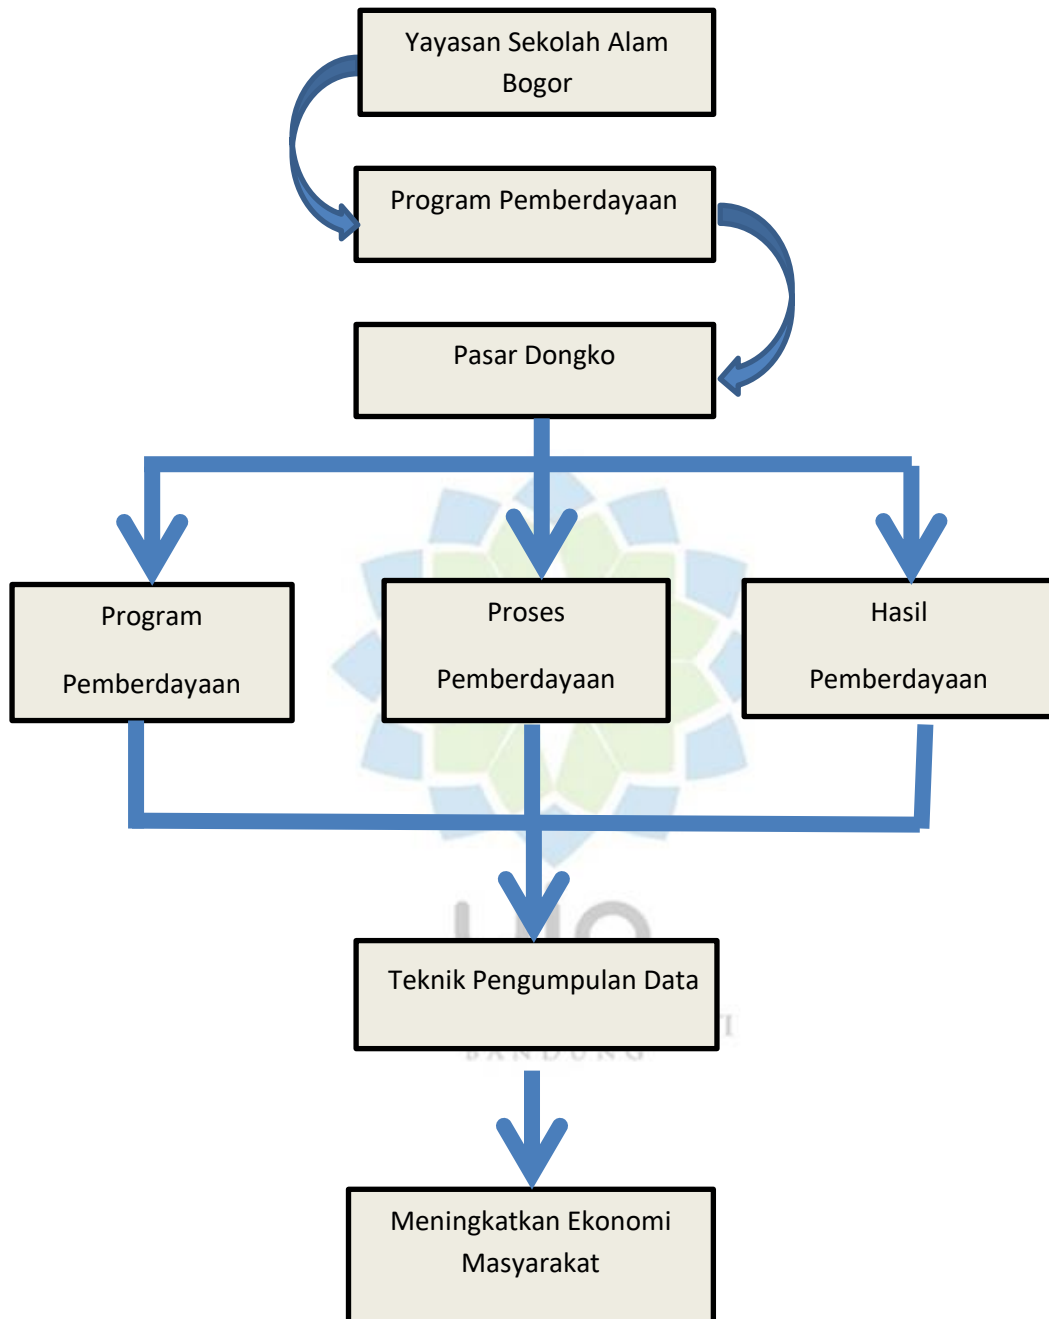 Yayasan Sekolah Alam
Bogor
Program Pemberdayaan
Pasar Dongko
Program
Pemberdayaan
Proses
Pemberdayaan
Hasil
Pemberdayaan
Teknik Pengumpulan Data
BANDUNG
Meningkatkan Ekonomi
Masyarakat